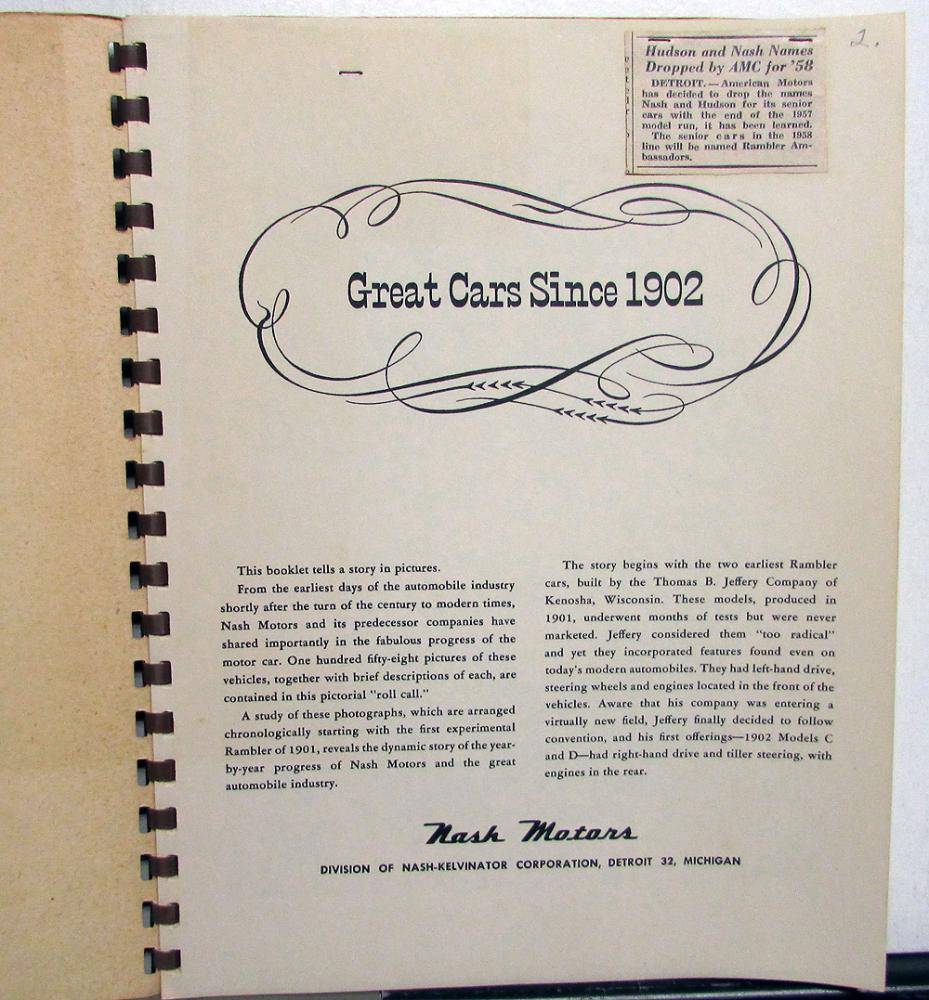 2.
Hudson and Nash Names
Dropped by AMC for '58
DETROIT. — American Motors
has decided to drop the names
Nash and Hudson for its senior
cars with the end of the 1957
model run, it has been learned.
The senior cars in the 1958
line will be named Rambler Am-
bassadors.
Great Cars Since 1902
This booklet tells a story in pictures.
From the earliest days of the automobile industry
shortly after the turn of the century to modern times,
Nash Motors and its predecessor companies have
shared importantly in the fabulous progress of the
motor car. One hundred fifty-eight pictures of these
vehicles, together with brief descriptions of each, are
contained in this pictorial "roll call."
A study of these photographs, which are arranged
chronologically starting with the first experimental
Rambler of 1901, reveals the dynamic story of the year-
by-year progress of Nash Motors and the great
automobile industry.
The story begins with the two earliest Rambler
cars, built by the Thomas B. Jeffery Company of
Kenosha, Wisconsin. These models, produced in
1901, underwent months of tests but were never
marketed. Jeffery considered them "too radical"
and yet they incorporated features found even on
today's modern automobiles. They had left-hand drive,
steering wheels and engines located in the front of the
vehicles. Aware that his company was entering a
virtually new field, Jeffery finally decided to follow
convention, and his first offerings—1902 Models C
and D—had right-hand drive and tiller steering, with
engines in the rear.
Nash Motors
DIVISION OF NASH-KELVINATOR CORPORATION, DETROIT 32, MICHIGAN